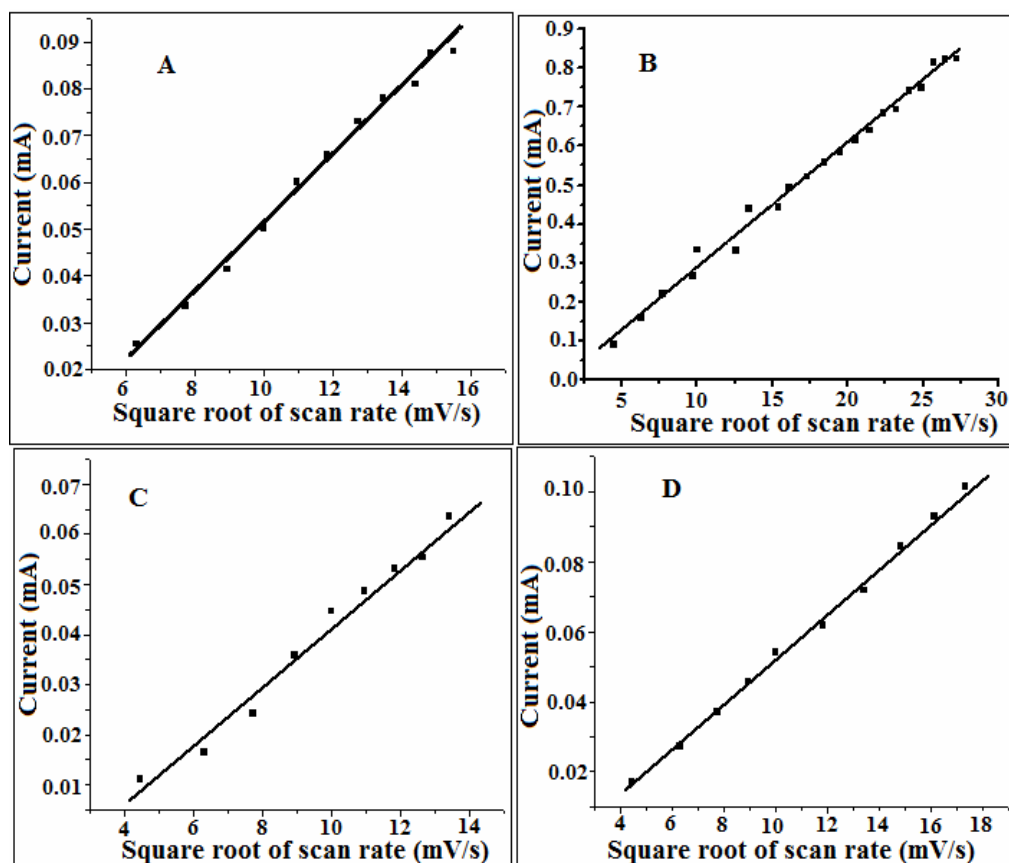 A
Current (mA)
0.09
0.08
0.07
0.06
0.05
0.04
0.03
0.02
6 8 10 12 14 16
Square root of scan rate (mV/s)
B
Current (mA)
0.9
0.8
0.7
0.6
0.5
0.4
0.3
0.2
0.1
0.0
5 10 15 20 25 30
Square root of scan rate (mV/s)
C
Current (mA)
0.07
0.06
0.05
0.04
0.03
0.02
0.01
4 6 8 10 12 14
Square root of scan rate (mV/s)
D
Current (mA)
0.10
0.08
0.06
0.04
0.02
4 6 8 10 12 14 16 18
Square root of scan rate (mV/s)